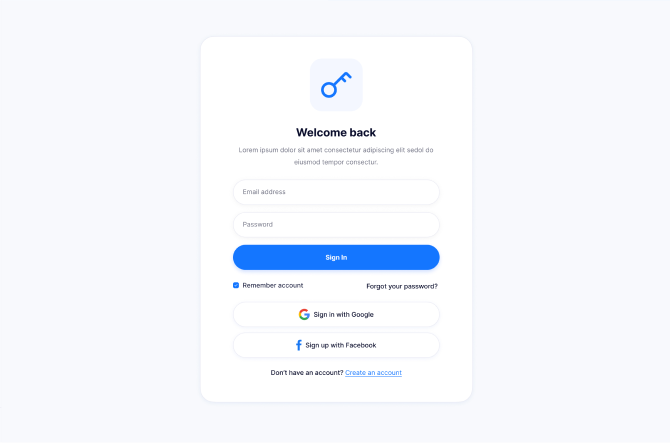 Welcome back
Lorem ipsum dolor sit amet consectetur adipiscing elit sedol do
eiusmod tempor consectur.
Email address
Password
Sign In
Remember account
Forgot your password?
Sign in with Google
Sign up with Facebook
Don't have an account? Create an account